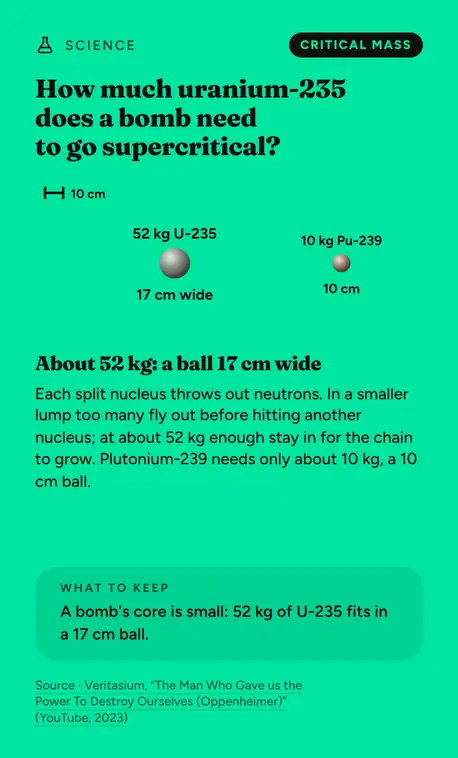 SCIENCE
CRITICAL MASS
How much uranium-235
does a bomb need
to go supercritical?
10 cm
52 kg U-235
10 kg Pu-239
17 cm wide
10 cm
About 52 kg: a ball 17 cm wide
Each split nucleus throws out neutrons. In a smaller
lump too many fly out before hitting another
nucleus; at about 52 kg enough stay in for the chain
to grow. Plutonium-239 needs only about 10 kg, a 10
cm ball.
WHAT TO KEEP
A bomb's core is small: 52 kg of U-235 fits in
a 17 cm ball.
Source · Veritasium, "The Man Who Gave us the
Power To Destroy Ourselves (Oppenheimer)"
(YouTube, 2023)